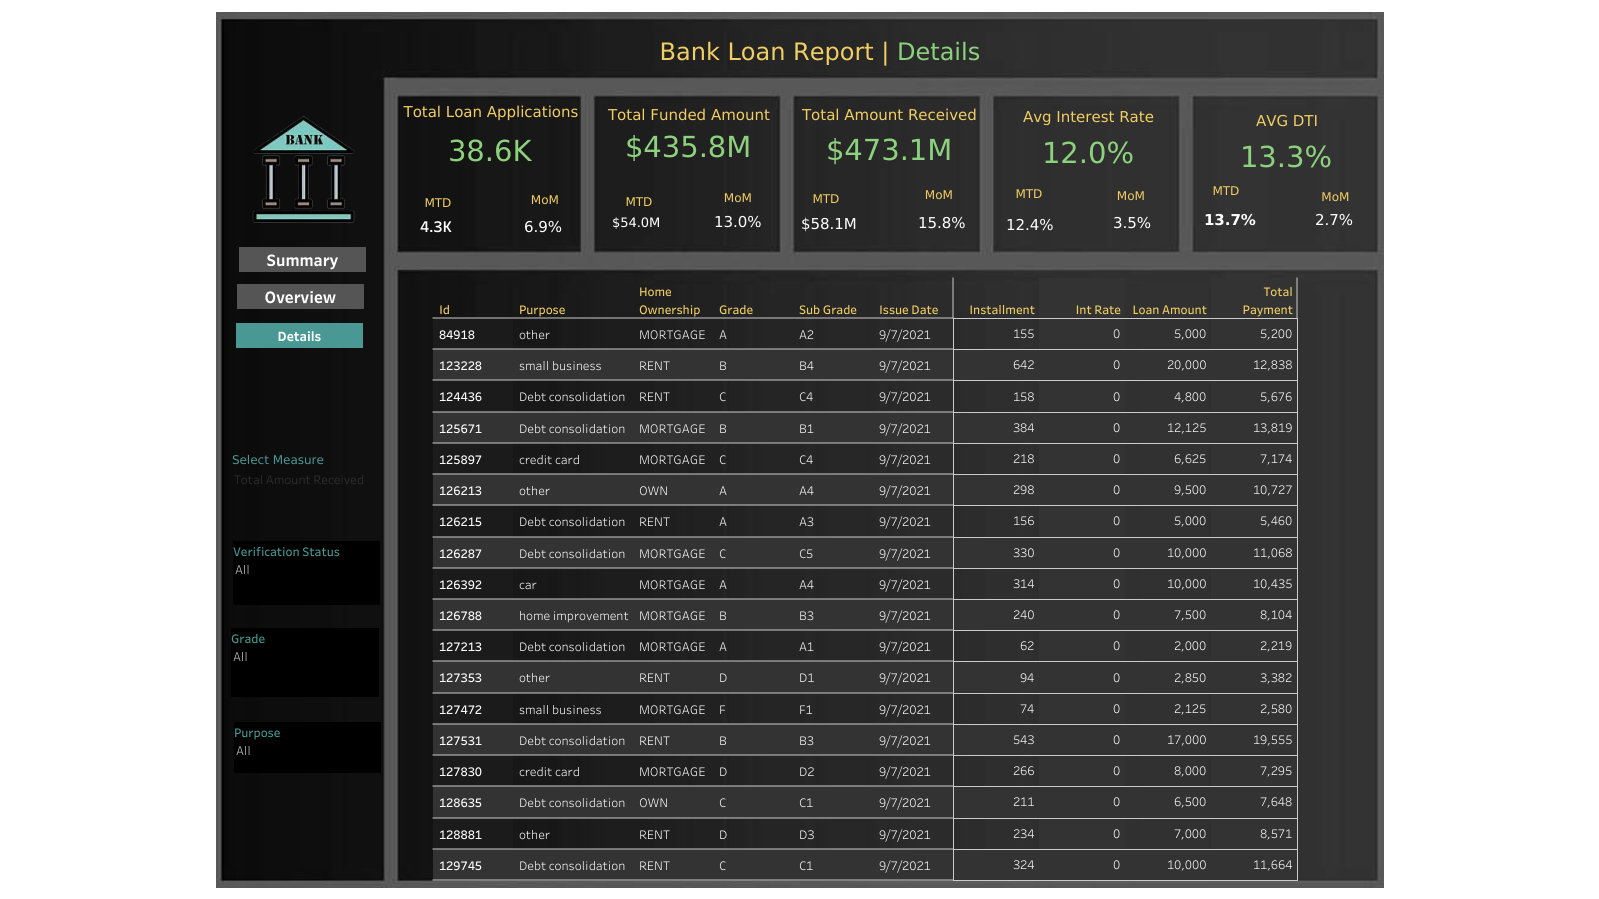 Bank Loan Report | Details
BANK
Summary
Overview
Details
Select Measure
Total Amount Received
Verification Status
All
Grade
All
Purpose
All
Total Loan Applications
38.6K
MTD MoM
4.3K 6.9%
Total Funded Amount
$435.8M
MTD MoM
$54.0M 13.0%
Total Amount Received
$473.1M
MTD MoM
$58.1M 15.8%
Avg Interest Rate
12.0%
MTD MoM
12.4% 3.5%
AVG DTI
13.3%
MTD MoM
13.7% 2.7%
Home Total
Id Purpose Ownership Grade Sub Grade Issue Date Installment Int Rate Loan Amount Payment
84918 other MORTGAGE A A2 9/7/2021 155 0 5,000 5,200
123228 small business RENT B B4 9/7/2021 642 0 20,000 12,838
124436 Debt consolidation RENT C C4 9/7/2021 158 0 4,800 5,676
125671 Debt consolidation MORTGAGE B B1 9/7/2021 384 0 12,125 13,819
125897 credit card MORTGAGE C C4 9/7/2021 218 0 6,625 7,174
126213 other OWN A A4 9/7/2021 298 0 9,500 10,727
126215 Debt consolidation RENT A A3 9/7/2021 156 0 5,000 5,460
126287 Debt consolidation MORTGAGE C C5 9/7/2021 330 0 10,000 11,068
126392 car MORTGAGE A A4 9/7/2021 314 0 10,000 10,435
126788 home improvement MORTGAGE B B3 9/7/2021 240 0 7,500 8,104
127213 Debt consolidation MORTGAGE A A1 9/7/2021 62 0 2,000 2,219
127353 other RENT D D1 9/7/2021 94 0 2,850 3,382
127472 small business MORTGAGE F F1 9/7/2021 74 0 2,125 2,580
127531 Debt consolidation RENT B B3 9/7/2021 543 0 17,000 19,555
127830 credit card MORTGAGE D D2 9/7/2021 266 0 8,000 7,295
128635 Debt consolidation OWN C C1 9/7/2021 211 0 6,500 7,648
128881 other RENT D D3 9/7/2021 234 0 7,000 8,571
129745 Debt consolidation RENT C C1 9/7/2021 324 0 10,000 11,664